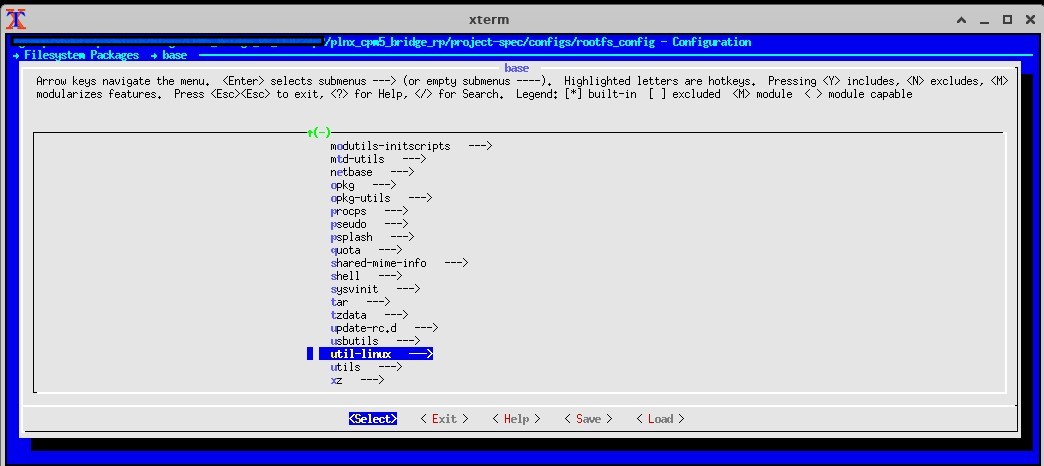 xterm
/plnx_cpm5_bridge_rp/project-spec/configs/rootfs_config - Configuration
→ Filesystem Packages → base
base
Arrow keys navigate the menu. <Enter> selects submenus ---> (or empty submenus ----). Highlighted letters are hotkeys. Pressing <Y> includes, <N> excludes, <M>
modularizes features. Press <Esc><Esc> to exit, <?> for Help, </> for Search. Legend: [*] built-in [ ] excluded <M> module < > module capable
↑(-)
modutils-initscripts --->
mtd-utils --->
netbase --->
opkg --->
opkg-utils --->
procps --->
pseudo --->
psplash --->
quota --->
shared-mime-info --->
shell --->
sysvinit --->
tar --->
tzdata --->
update-rc.d --->
usbutils --->
util-linux --->
utils --->
xz --->
<Select> < Exit > < Help > < Save > < Load >